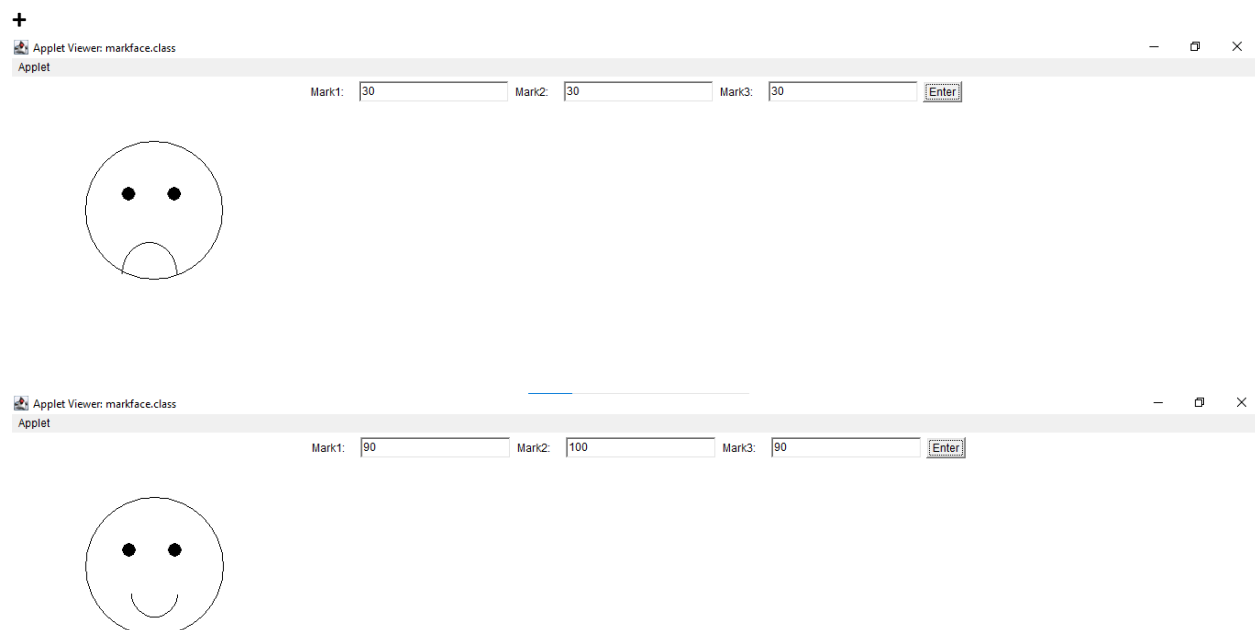 +
Applet Viewer: markface.class
Applet
Mark1: 30 Mark2: 30 Mark3: 30 Enter
Applet Viewer: markface.class
Applet
Mark1: 90 Mark2: 100 Mark3: 90 Enter